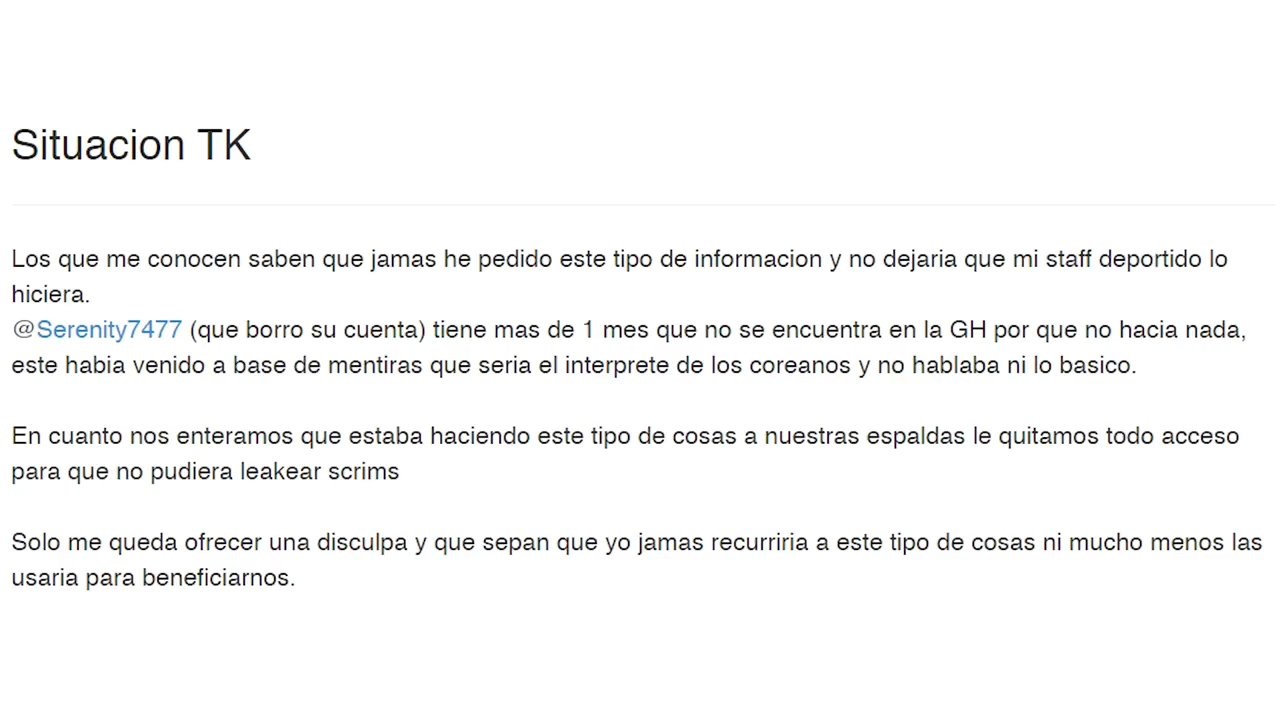 Situacion TK
Los que me conocen saben que jamas he pedido este tipo de informacion y no dejaria que mi staff deportido lo
hiciera.
@Serenity7477 (que borro su cuenta) tiene mas de 1 mes que no se encuentra en la GH por que no hacia nada,
este habia venido a base de mentiras que seria el interprete de los coreanos y no hablaba ni lo basico.
En cuanto nos enteramos que estaba haciendo este tipo de cosas a nuestras espaldas le quitamos todo acceso
para que no pudiera leakear scrims
Solo me queda ofrecer una disculpa y que sepan que yo jamas recurriria a este tipo de cosas ni mucho menos las
usaria para beneficiarnos.